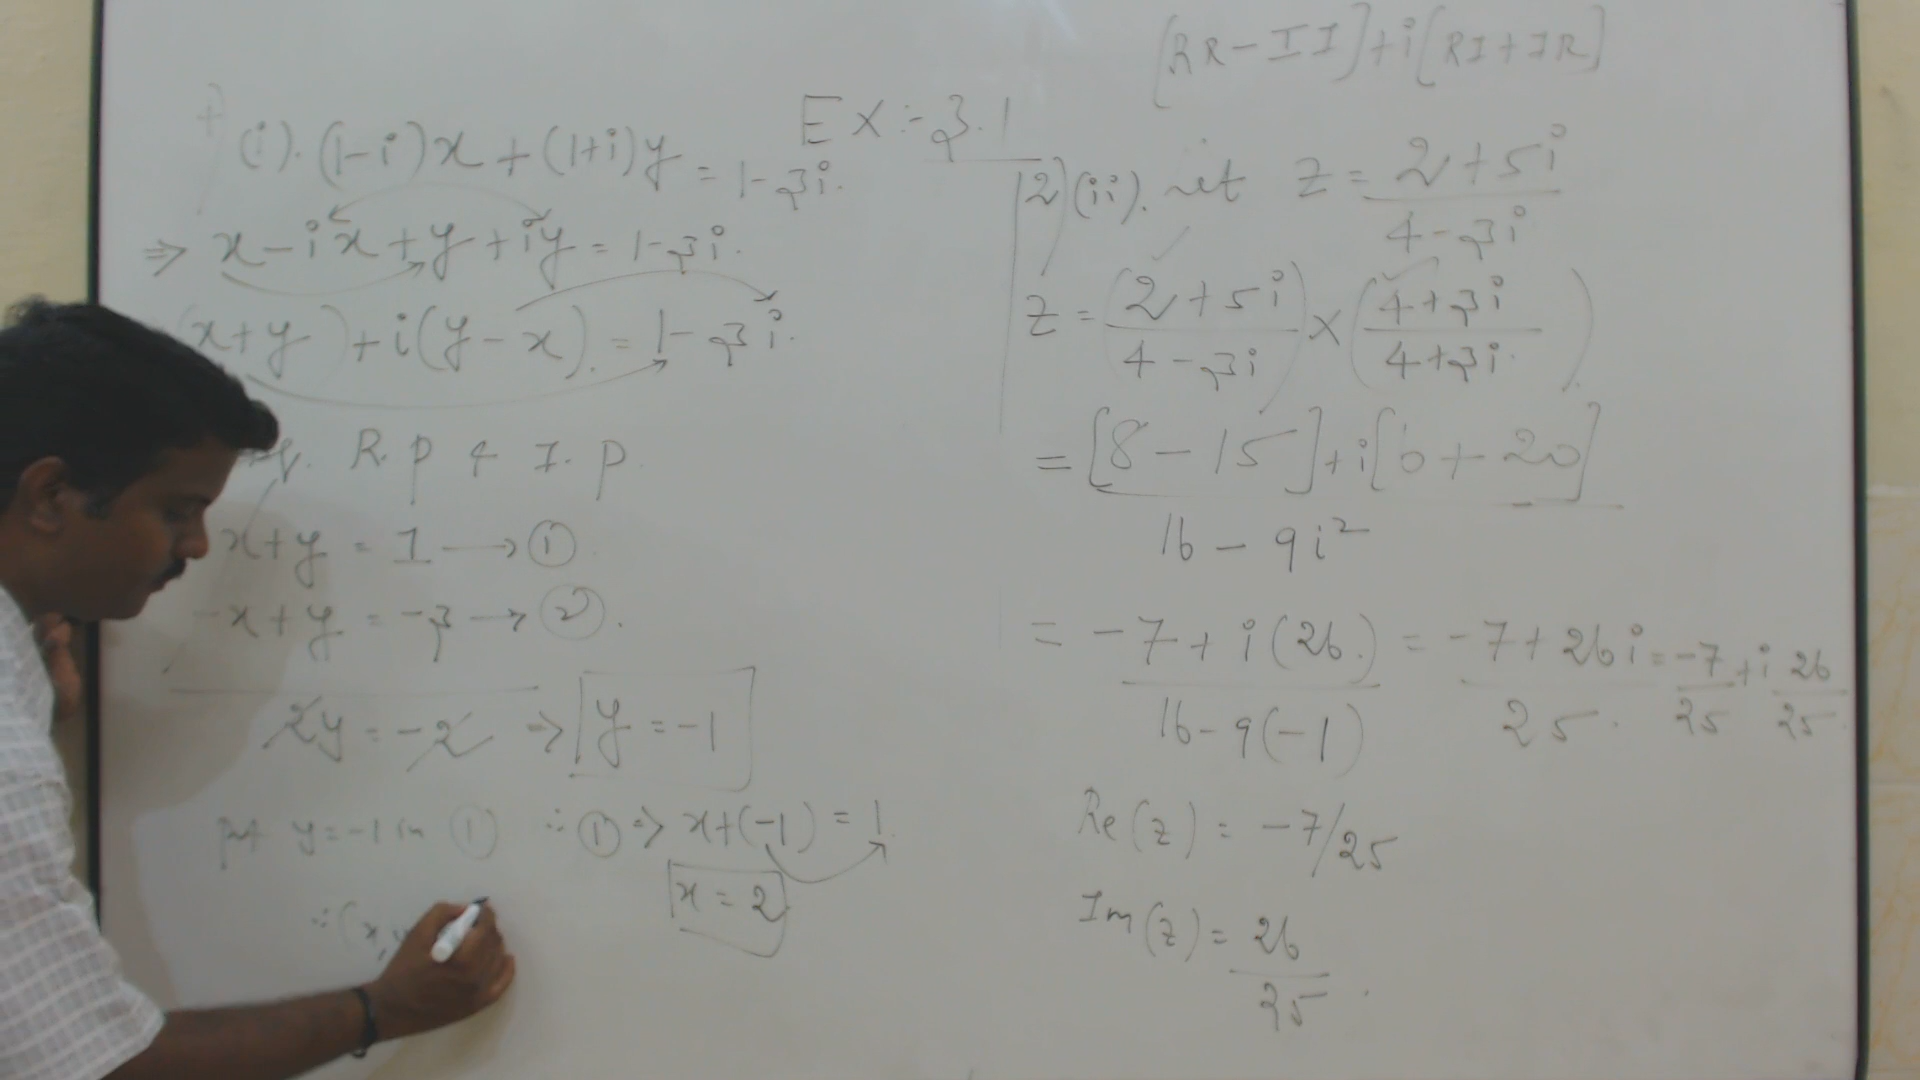 Ex:- 3.1
(i). (1-i)x + (1+i)y = 1-3i.
⇒ x-ix+y+iy = 1-3i.
(x+y)+i(y-x). = 1-3i.
R.p & I.p.
x+y = 1 → ①.
-x+y = -3 → ②.
2y = -2 ⇒ y = -1
put y=-1 in ① ∴ ① ⇒ x+(-1) = 1.
x = 2
∴ (x,y
[RR-II]+i[RI+IR]
2)(ii). Let z = 2+5i / 4-3i
z = (2+5i / 4-3i) × (4+3i / 4+3i.)
= [8-15]+i[6+20] / 16-9i²
= -7+i(26.) / 16-9(-1) = -7+26i / 25. = -7/25 + i 26/25.
Re(z) = -7/25
Im(z) = 26/25.